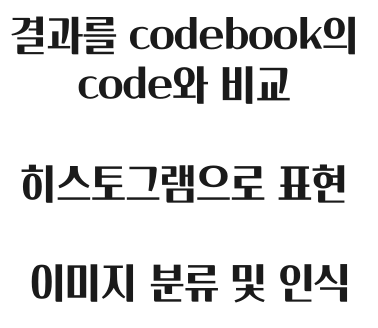 결과를 codebook의
code와 비교
히스토그램으로 표현
이미지 분류 및 인식